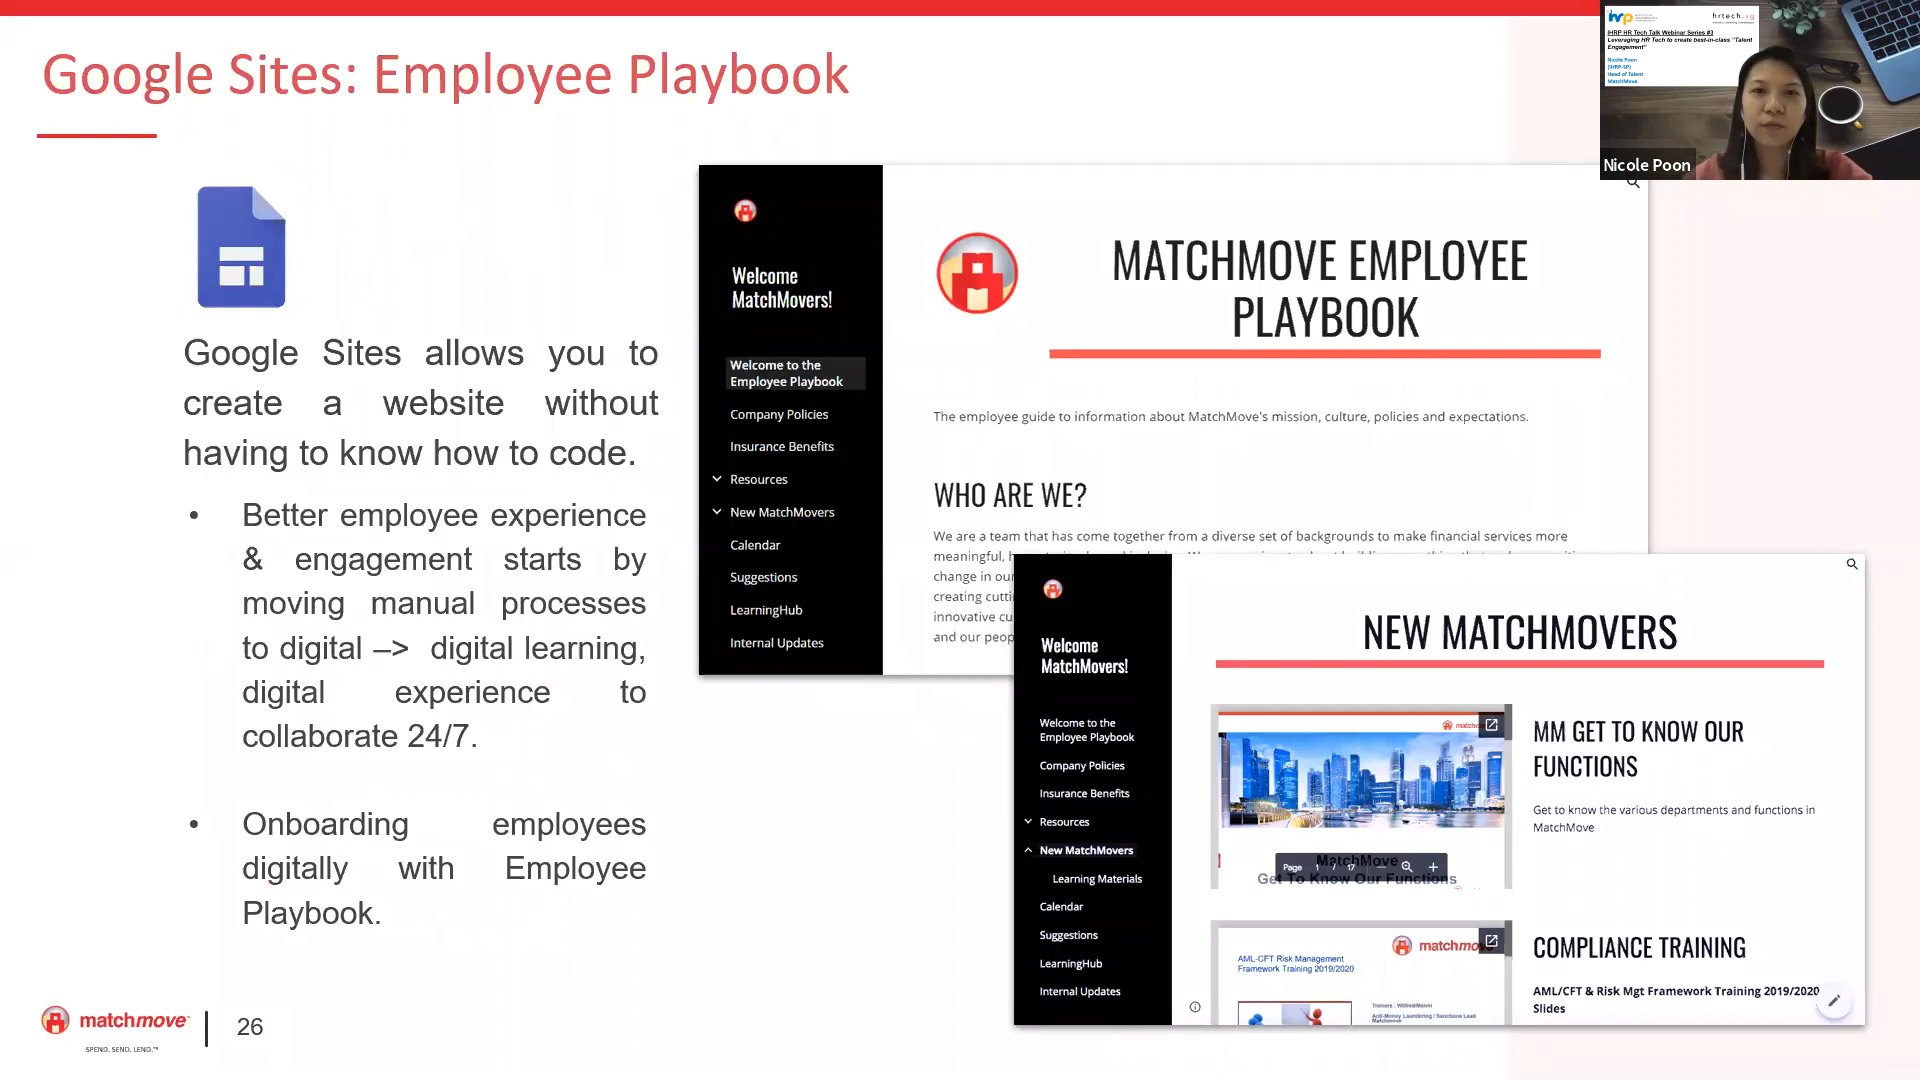 Google Sites: Employee Playbook
Google Sites allows you to
create a website without
having to know how to code.
• Better employee experience
& engagement starts by
moving manual processes
to digital –> digital learning,
digital experience to
collaborate 24/7.
• Onboarding employees
digitally with Employee
Playbook.
matchmove
SPEND. SEND. LEND.™
26
Welcome
MatchMovers!
Welcome to the
Employee Playbook
Company Policies
Insurance Benefits
Resources
New MatchMovers
Calendar
Suggestions
LearningHub
Internal Updates
MATCHMOVE EMPLOYEE
PLAYBOOK
The employee guide to information about MatchMove's mission, culture, policies and expectations.
WHO ARE WE?
We are a team that has come together from a diverse set of backgrounds to make financial services more
meaningful,
change in our
creating
innovative
and our
Welcome
MatchMovers!
Welcome to the
Employee Playbook
Company Policies
Insurance Benefits
Resources
New MatchMovers
Learning Materials
Calendar
Suggestions
LearningHub
Internal Updates
NEW MATCHMOVERS
MatchMove
Page 1 / 17
Get To Know Our Functions
MM GET TO KNOW OUR
FUNCTIONS
Get to know the various departments and functions in
MatchMove
matchmove
AML-CFT Risk Management
Framework Training 2019/2020
Trainers : Wilfred/Melvin
Anti-Money Laundering / Sanctions Lead
Matchmove
COMPLIANCE TRAINING
AML/CFT & Risk Mgt Framework Training 2019/2020
Slides
ihrp
hrtech.sg
IHRP HR Tech Talk Webinar Series #3
Leveraging HR Tech to create best-in-class "Talent
Engagement"
Nicole Poon
(IHRP-SP)
Head of Talent
MatchMove
Nicole Poon